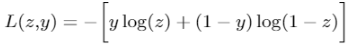 L(z,y) = −[y log(z) + (1 − y) log(1 − z)]